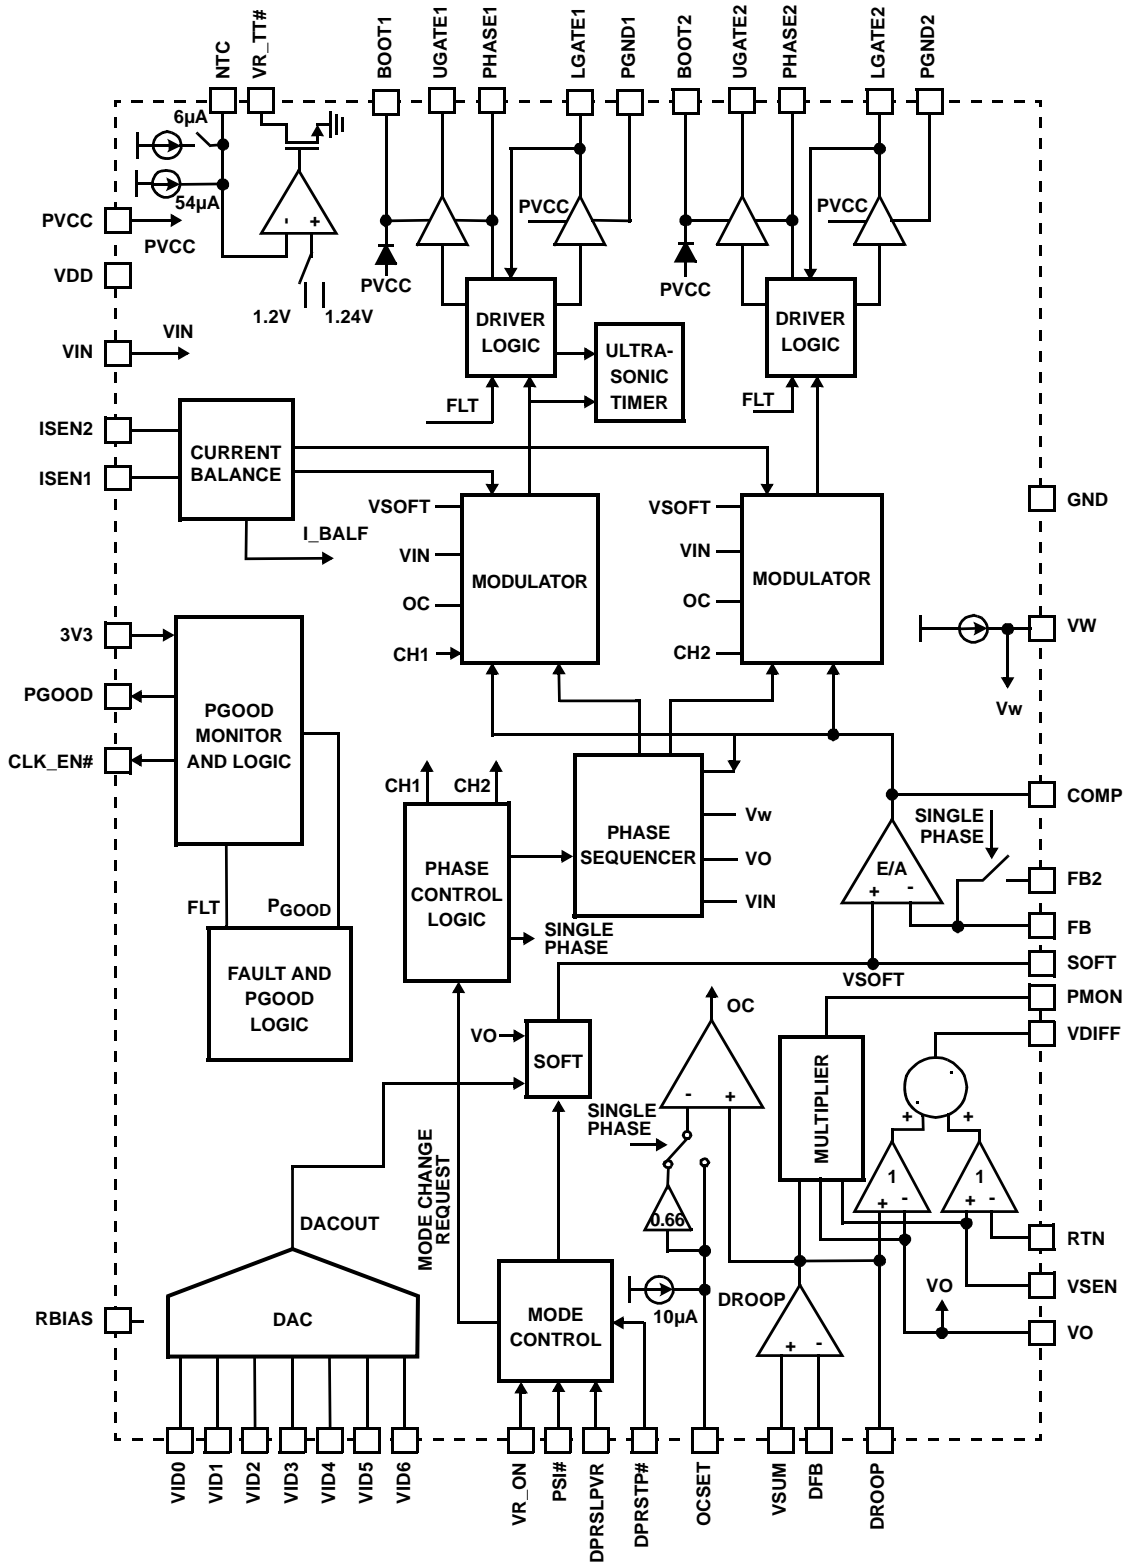 NTC
VR_TT#
BOOT1
UGATE1
PHASE1
LGATE1
PGND1
BOOT2
UGATE2
PHASE2
LGATE2
PGND2
6µA
54µA
PVCC
PVCC
- +
1.2V
1.24V
PVCC
PVCC
PVCC
PVCC
VDD
VIN
VIN
DRIVER
LOGIC
ULTRA-
SONIC
TIMER
DRIVER
LOGIC
FLT
FLT
ISEN2
ISEN1
CURRENT
BALANCE
I_BALF
GND
VSOFT
VIN
OC
CH1
MODULATOR
VSOFT
VIN
OC
CH2
MODULATOR
VW
Vw
3V3
PGOOD
CLK_EN#
PGOOD
MONITOR
AND LOGIC
FLT
PGOOD
FAULT AND
PGOOD
LOGIC
CH1
CH2
PHASE
CONTROL
LOGIC
SINGLE
PHASE
PHASE
SEQUENCER
Vw
VO
VIN
COMP
SINGLE
PHASE
E/A
+ -
FB2
FB
SOFT
VSOFT
PMON
VDIFF
VO
SOFT
OC
- +
SINGLE
PHASE
0.66
MULTIPLIER
- -
+ +
1
+ -
1
+ -
RTN
VSEN
VO
VO
MODE CHANGE
REQUEST
DACOUT
RBIAS
DAC
MODE
CONTROL
10µA
DROOP
+ -
VID0
VID1
VID2
VID3
VID4
VID5
VID6
VR_ON
PSI#
DPRSLPVR
DPRSTP#
OCSET
VSUM
DFB
DROOP